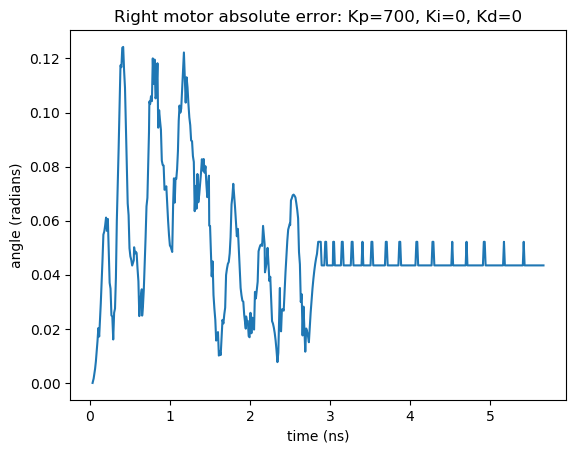 Right motor absolute error: Kp=700, Ki=0, Kd=0
0.12
0.10
0.08
0.06
0.04
0.02
0.00
angle (radians)
0 1 2 3 4 5
time (ns)